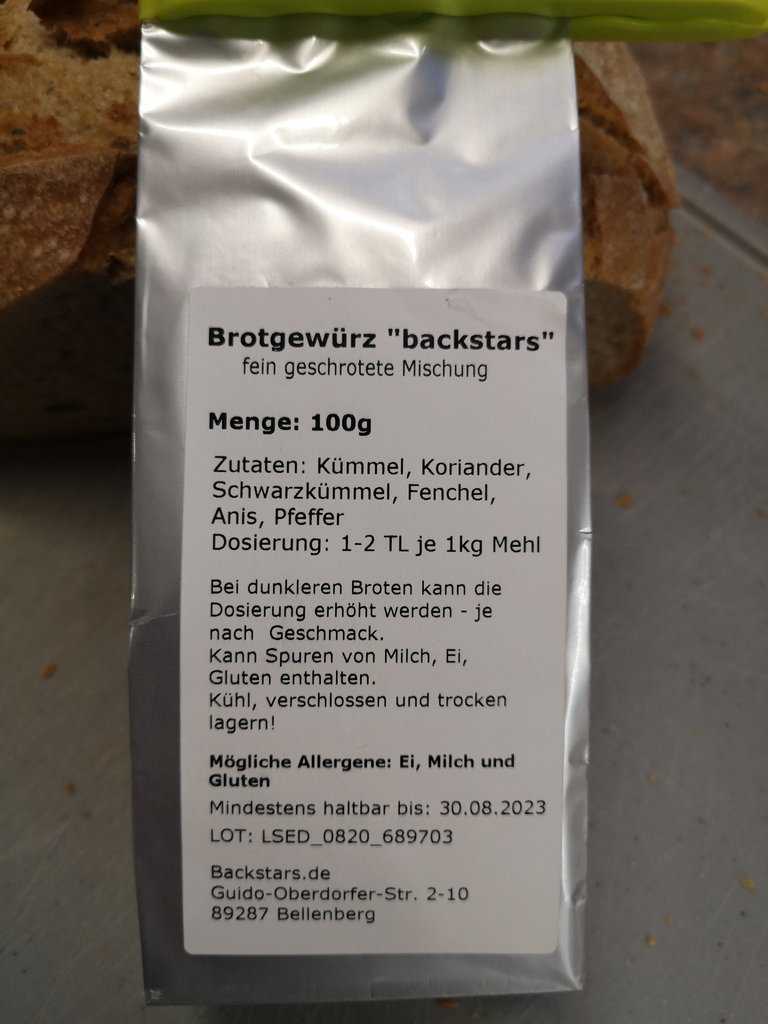 Brotgewürz "backstars"
fein geschrotete Mischung
Menge: 100g
Zutaten: Kümmel, Koriander,
Schwarzkümmel, Fenchel,
Anis, Pfeffer
Dosierung: 1-2 TL je 1kg Mehl
Bei dunkleren Broten kann die
Dosierung erhöht werden - je
nach Geschmack.
Kann Spuren von Milch, Ei,
Gluten enthalten.
Kühl, verschlossen und trocken
lagern!
Mögliche Allergene: Ei, Milch und
Gluten
Mindestens haltbar bis: 30.08.2023
LOT: LSED_0820_689703
Backstars.de
Guido-Oberdorfer-Str. 2-10
89287 Bellenberg